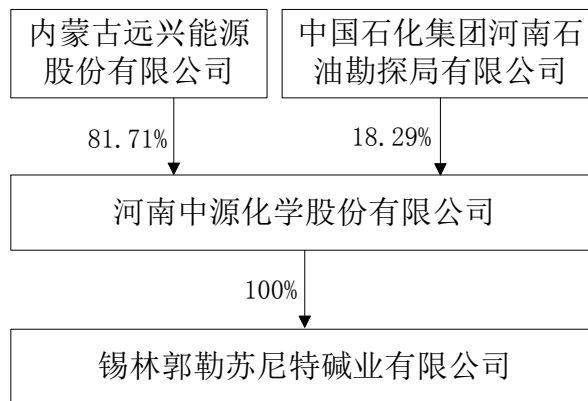 内蒙古远兴能源
股份有限公司
中国石化集团河南石
油勘探局有限公司
81.71%
18.29%
河南中源化学股份有限公司
100%
锡林郭勒苏尼特碱业有限公司